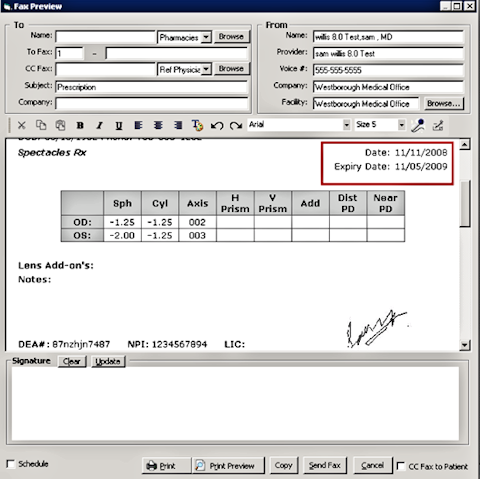 Fax Preview
To
Name: Pharmacies Browse
To Fax: 1 -
CC Fax: Ref Physicia Browse
Subject: Prescription
Company:
From
Name: willis 8.0 Test,sam , MD
Provider: sam willis 8.0 Test
Voice #: 555-555-5555
Company: Westborough Medical Office
Facility: Westborough Medical Office Browse...
B I U Arial Size 5
Spectacles Rx
Date: 11/11/2008
Expiry Date: 11/05/2009
Sph Cyl Axis H Prism V Prism Add Dist PD Near PD
OD: -1.25 -1.25 002
OS: -2.00 -1.25 003
Lens Add-on's:
Notes:
DEA#: 87nzhjn7487 NPI: 1234567894 LIC:
Signature Clear Update
Schedule Print Print Preview Copy Send Fax Cancel CC Fax to Patient